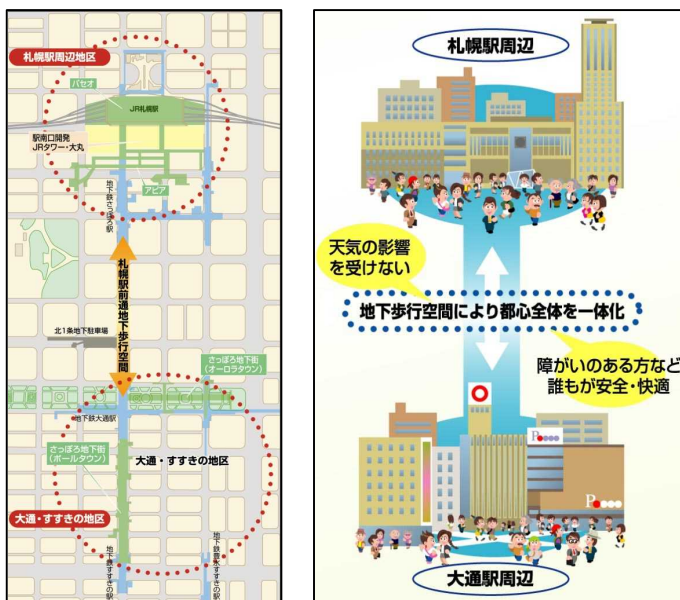 札幌駅周辺地区
パセオ
JR札幌駅
駅南口開発
JRタワー・大丸
アピア
地下鉄さっぽろ駅
札幌駅前通地下歩行空間
北1条地下駐車場
さっぽろ地下街
(オーロラタウン)
地下鉄大通駅
さっぽろ地下街
(ポールタウン)
大通・すすきの地区
大通・すすきの地区
地下鉄すすきの駅
地下鉄豊水すすきの駅
札幌駅周辺
天気の影響
を受けない
地下歩行空間により都心全体を一体化
障がいのある方など
誰もが安全・快適
P
P
大通駅周辺